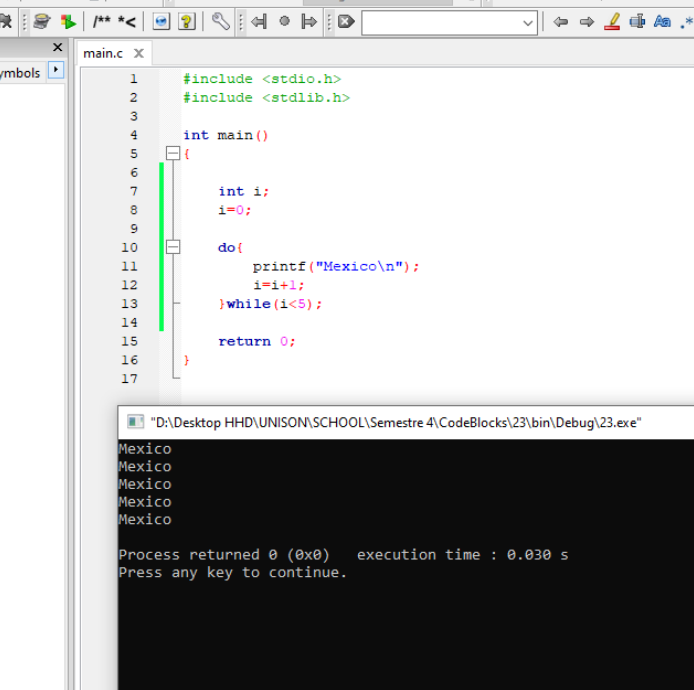 /** *<
ymbols
main.c
1 #include <stdio.h>
2 #include <stdlib.h>
3
4 int main()
5 {
6
7 int i;
8 i=0;
9
10 do{
11 printf("Mexico\n");
12 i=i+1;
13 }while(i<5);
14
15 return 0;
16 }
17
"D:\Desktop HHD\UNISON\SCHOOL\Semestre 4\CodeBlocks\23\bin\Debug\23.exe"
Mexico
Mexico
Mexico
Mexico
Mexico
Process returned 0 (0x0) execution time : 0.030 s
Press any key to continue.